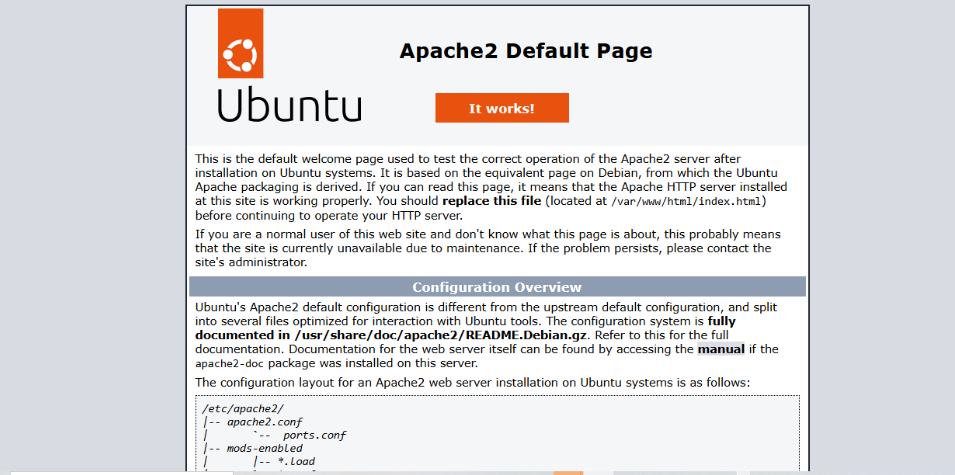 Apache2 Default Page
Ubuntu
It works!
This is the default welcome page used to test the correct operation of the Apache2 server after
installation on Ubuntu systems. It is based on the equivalent page on Debian, from which the Ubuntu
Apache packaging is derived. If you can read this page, it means that the Apache HTTP server installed
at this site is working properly. You should replace this file (located at /var/www/html/index.html)
before continuing to operate your HTTP server.
If you are a normal user of this web site and don't know what this page is about, this probably means
that the site is currently unavailable due to maintenance. If the problem persists, please contact the
site's administrator.
Configuration Overview
Ubuntu's Apache2 default configuration is different from the upstream default configuration, and split
into several files optimized for interaction with Ubuntu tools. The configuration system is fully
documented in /usr/share/doc/apache2/README.Debian.gz. Refer to this for the full
documentation. Documentation for the web server itself can be found by accessing the manual if the
apache2-doc package was installed on this server.
The configuration layout for an Apache2 web server installation on Ubuntu systems is as follows:
/etc/apache2/
|-- apache2.conf
|       `--  ports.conf
|-- mods-enabled
|       |-- *.load